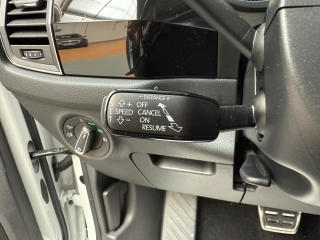 - DISTANCE +
+ OFF
SPEED CANCEL
- ON
RESUME